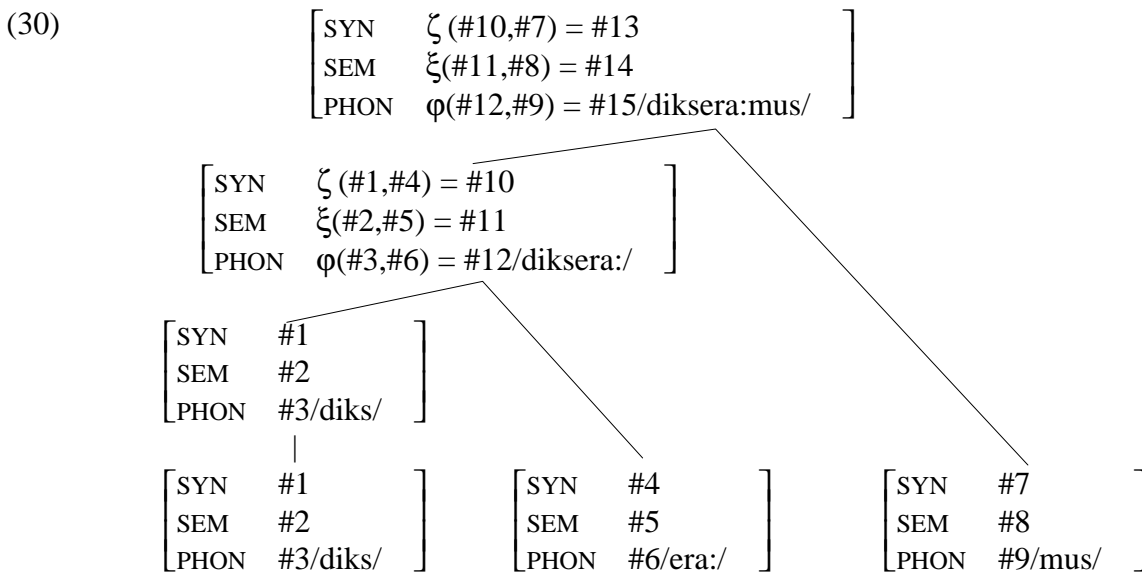 (30)
SYN ζ (#10,#7) = #13
SEM ξ(#11,#8) = #14
PHON φ(#12,#9) = #15/diksera:mus/
SYN ζ (#1,#4) = #10
SEM ξ(#2,#5) = #11
PHON φ(#3,#6) = #12/diksera:/
SYN #1
SEM #2
PHON #3/diks/
SYN #1 SYN #4 SYN #7
SEM #2 SEM #5 SEM #8
PHON #3/diks/ PHON #6/era:/ PHON #9/mus/